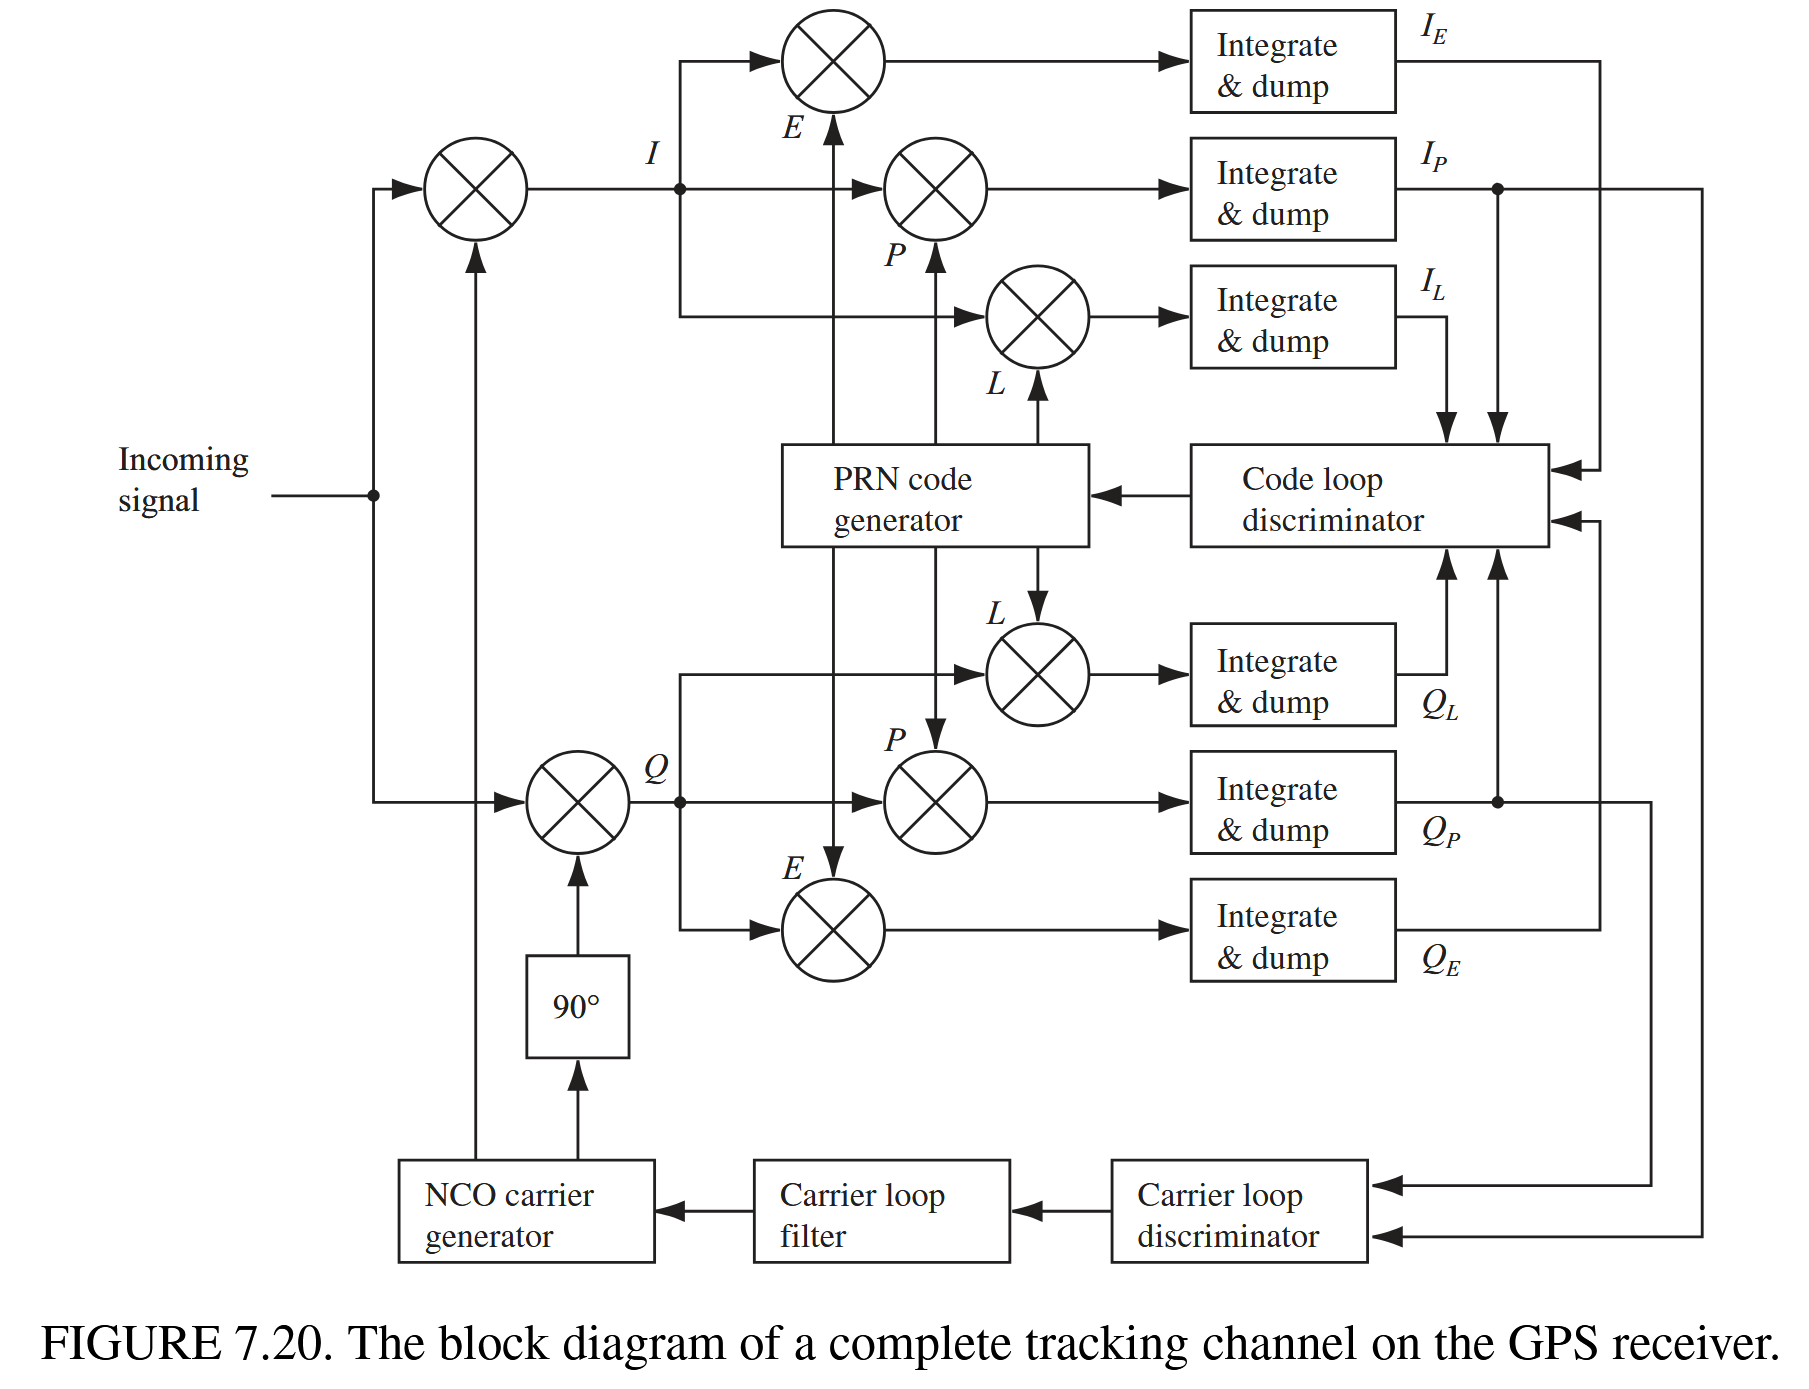 Integrate
& dump
I_E
E
I
Integrate
& dump
I_P
P
Integrate
& dump
I_L
L
Incoming
signal
PRN code
generator
Code loop
discriminator
L
Integrate
& dump
Q_L
P
Q
Integrate
& dump
Q_P
E
Integrate
& dump
Q_E
90°
NCO carrier
generator
Carrier loop
filter
Carrier loop
discriminator
FIGURE 7.20. The block diagram of a complete tracking channel on the GPS receiver.